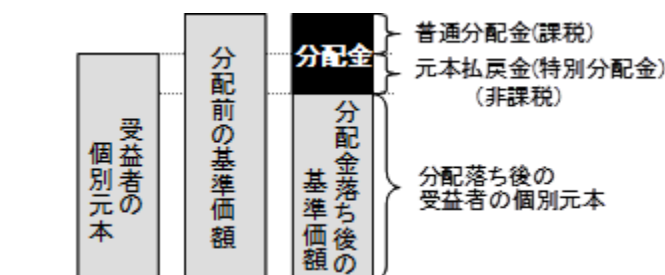 受益者の
個別元本
分配前の基準価額
分配金
分配金落ち後の
基準価額
普通分配金(課税)
元本払戻金(特別分配金)
(非課税)
分配落ち後の
受益者の個別元本